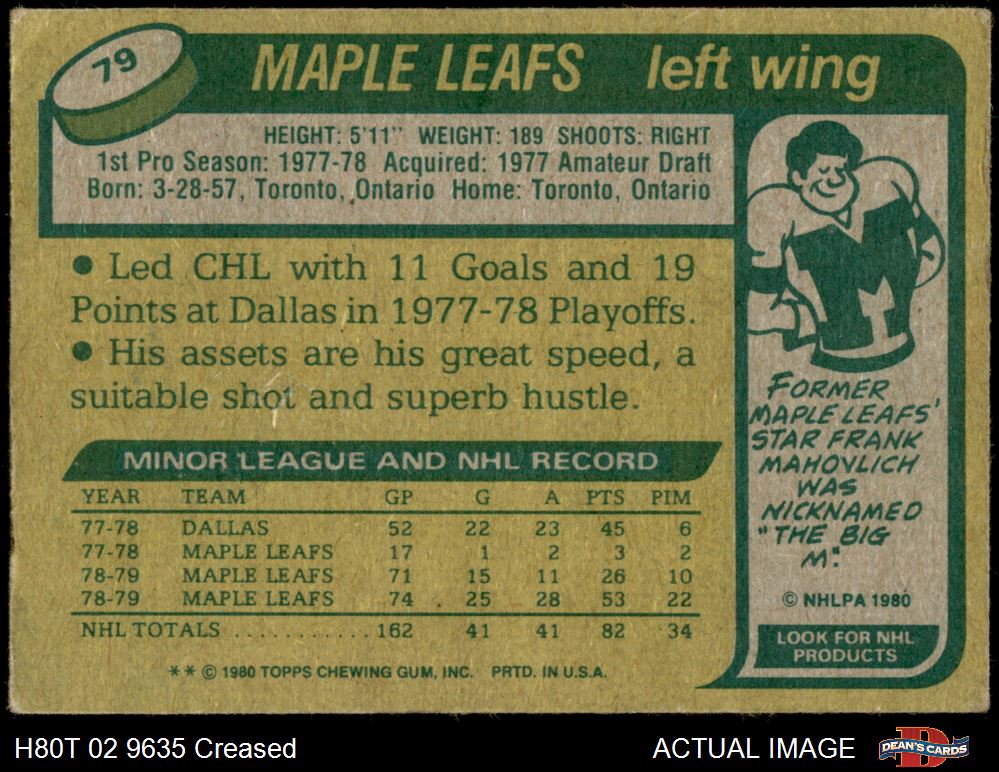 79
MAPLE LEAFS left wing
HEIGHT: 5'11" WEIGHT: 189 SHOOTS: RIGHT
1st Pro Season: 1977-78 Acquired: 1977 Amateur Draft
Born: 3-28-57, Toronto, Ontario Home: Toronto, Ontario
• Led CHL with 11 Goals and 19
Points at Dallas in 1977-78 Playoffs.
• His assets are his great speed, a
suitable shot and superb hustle.
MINOR LEAGUE AND NHL RECORD
YEAR TEAM GP G A PTS PIM
77-78 DALLAS 52 22 23 45 6
77-78 MAPLE LEAFS 17 1 2 3 2
78-79 MAPLE LEAFS 71 15 11 26 10
78-79 MAPLE LEAFS 74 25 28 53 22
NHL TOTALS ........... 162 41 41 82 34
** © 1980 TOPPS CHEWING GUM, INC. PRTD. IN U.S.A.
M
FORMER
MAPLE LEAFS'
STAR FRANK
MAHOVLICH
WAS
NICKNAMED
"THE BIG
M."
© NHLPA 1980
LOOK FOR NHL
PRODUCTS
H80T 02 9635 Creased
ACTUAL IMAGE
DEAN'S CARDS